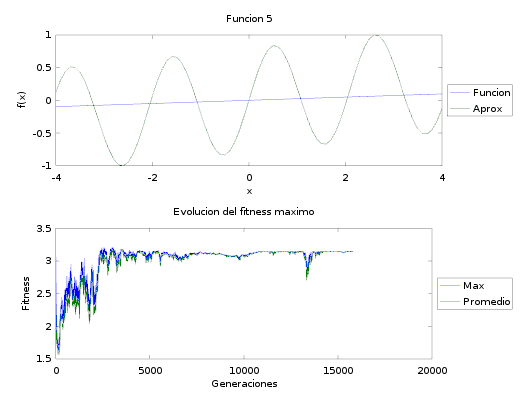 Funcion 5
f(x)
1
0.5
0
-0.5
-1
-4
-2
0
2
4
x
Funcion
Aprox
Evolucion del fitness maximo
Fitness
3.5
3
2.5
2
1.5
0
5000
10000
15000
20000
Generaciones
Max
Promedio